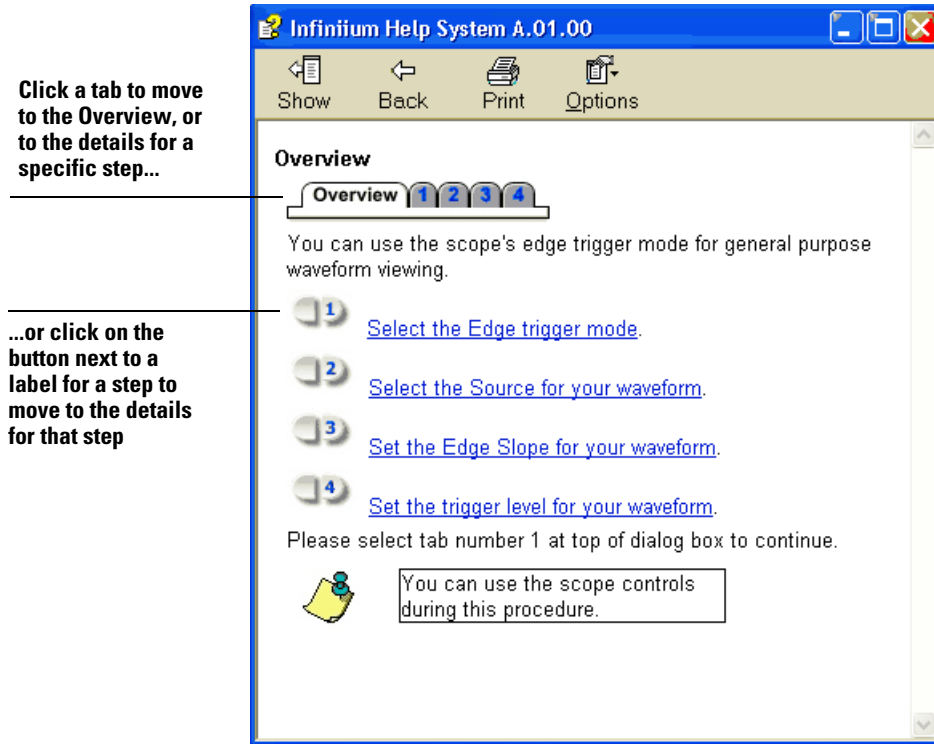 Infiniium Help System A.01.00
Show Back Print Options
Click a tab to move
to the Overview, or
to the details for a
specific step...
Overview
Overview 1 2 3 4
You can use the scope's edge trigger mode for general purpose
waveform viewing.
...or click on the
button next to a
label for a step to
move to the details
for that step
1 Select the Edge trigger mode.
2 Select the Source for your waveform.
3 Set the Edge Slope for your waveform.
4 Set the trigger level for your waveform.
Please select tab number 1 at top of dialog box to continue.
You can use the scope controls
during this procedure.